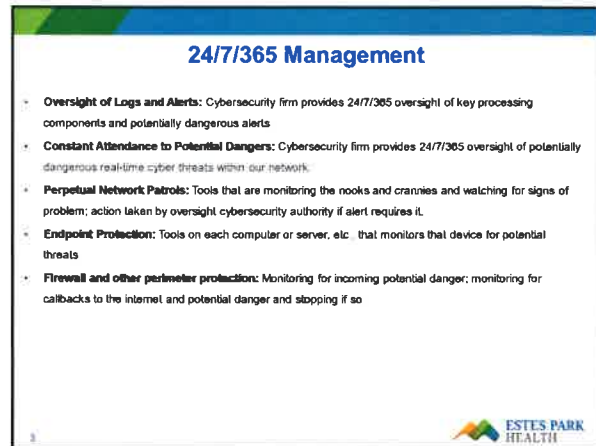 24/7/365 Management
• Oversight of Logs and Alerts: Cybersecurity firm provides 24/7/365 oversight of key processing
components and potentially dangerous alerts
• Constant Attendance to Potential Dangers: Cybersecurity firm provides 24/7/365 oversight of potentially
dangerous real-time cyber threats within our network.
• Perpetual Network Patrols: Tools that are monitoring the nooks and crannies and watching for signs of
problem; action taken by oversight cybersecurity authority if alert requires it.
• Endpoint Protection: Tools on each computer or server, etc. that monitors that device for potential
threats
• Firewall and other perimeter protection: Monitoring for incoming potential danger; monitoring for
callbacks to the internet and potential danger and stopping if so
3
ESTES PARK
HEALTH